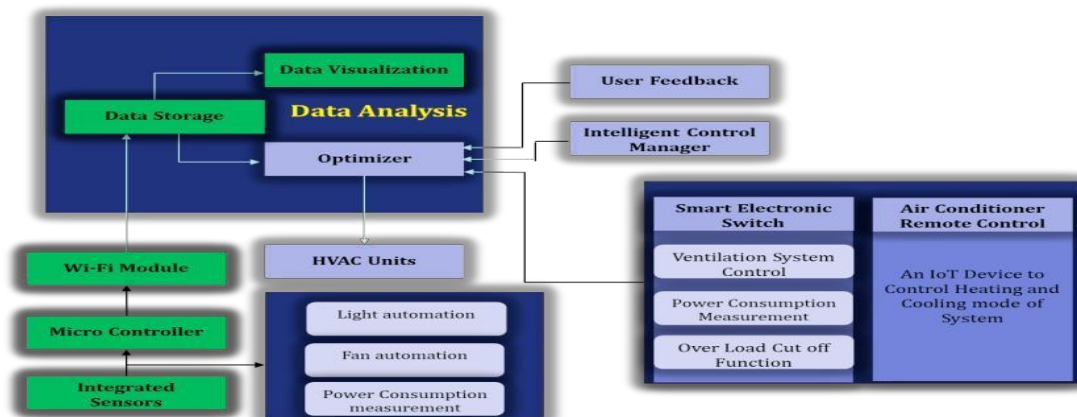 Data Visualization
Data Analysis
Data Storage
Optimizer
User Feedback
Intelligent Control
Manager
HVAC Units
Wi-Fi Module
Micro Controller
Integrated
Sensors
Light automation
Fan automation
Power Consumption
measurement
Smart Electronic
Switch
Ventilation System
Control
Power Consumption
Measurement
Over Load Cut off
Function
Air Conditioner
Remote Control
An IoT Device to
Control Heating and
Cooling mode of
System